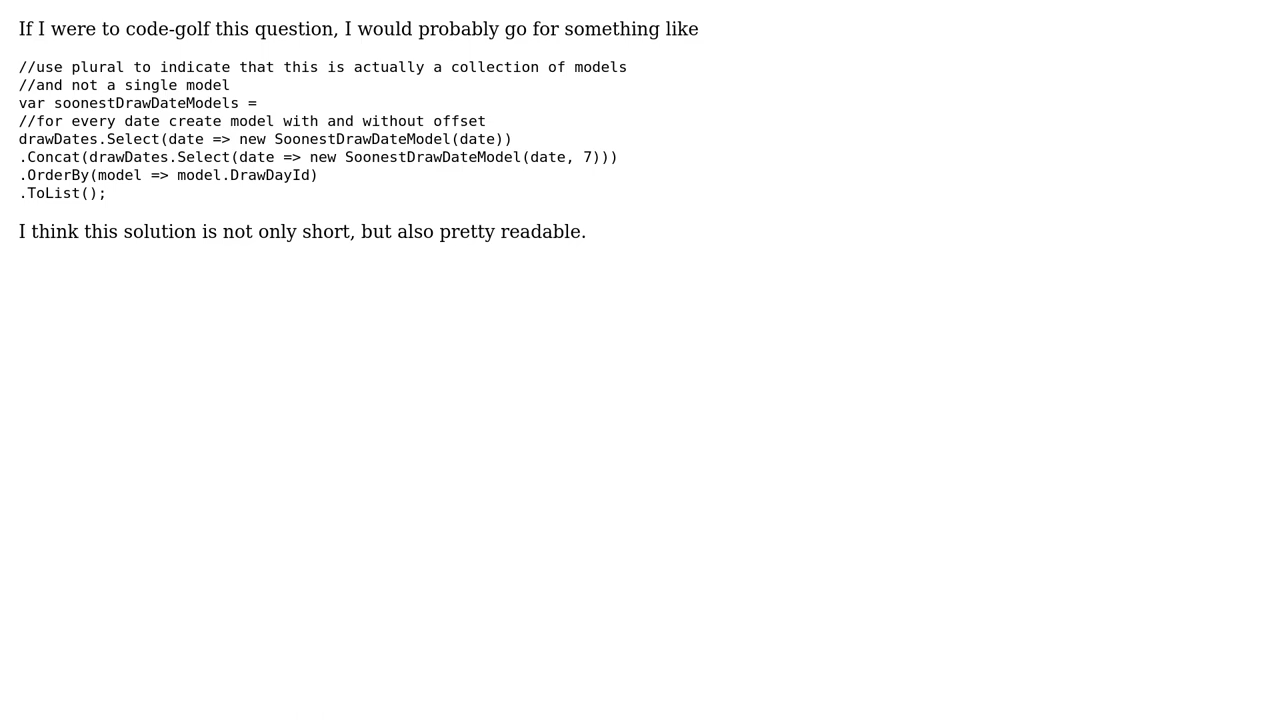 If I were to code-golf this question, I would probably go for something like
//use plural to indicate that this is actually a collection of models
//and not a single model
var soonestDrawDateModels =
//for every date create model with and without offset
drawDates.Select(date => new SoonestDrawDateModel(date))
.Concat(drawDates.Select(date => new SoonestDrawDateModel(date, 7)))
.OrderBy(model => model.DrawDayId)
.ToList();
I think this solution is not only short, but also pretty readable.